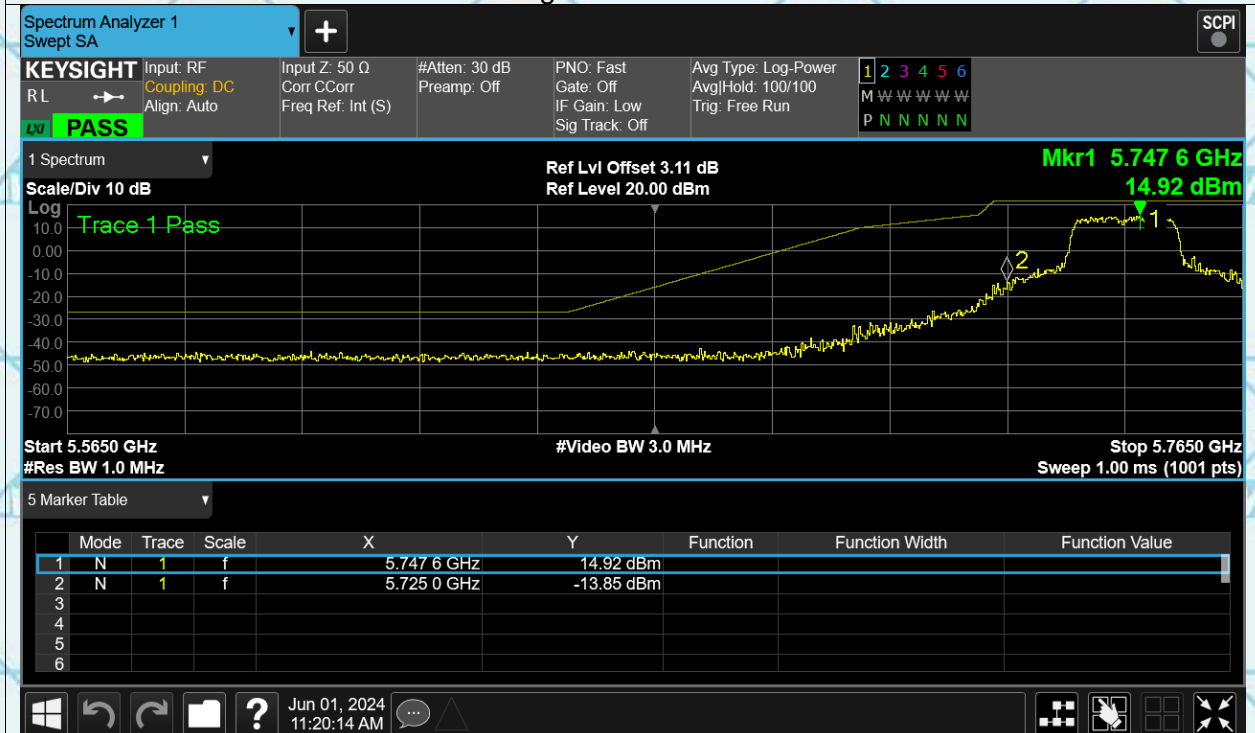 Spectrum Analyzer 1
Swept SA
+
SCPI
KEYSIGHT
RL
LXI PASS
Input: RF
Coupling: DC
Align: Auto
Input Z: 50 Ω
Corr CCorr
Freq Ref: Int (S)
#Atten: 30 dB
Preamp: Off
PNO: Fast
Gate: Off
IF Gain: Low
Sig Track: Off
Avg Type: Log-Power
Avg|Hold: 100/100
Trig: Free Run
1 2 3 4 5 6
M W W W W W
P N N N N N
1 Spectrum
Scale/Div 10 dB
Ref Lvl Offset 3.11 dB
Ref Level 20.00 dBm
Mkr1 5.747 6 GHz
14.92 dBm
Log
Trace 1 Pass
10.0
0.00
-10.0
-20.0
-30.0
-40.0
-50.0
-60.0
-70.0
1
2
Start 5.5650 GHz
#Res BW 1.0 MHz
#Video BW 3.0 MHz
Stop 5.7650 GHz
Sweep 1.00 ms (1001 pts)
5 Marker Table
Mode Trace Scale X Y Function Function Width Function Value
1 N 1 f 5.747 6 GHz 14.92 dBm
2 N 1 f 5.725 0 GHz -13.85 dBm
3
4
5
6
?
Jun 01, 2024
11:20:14 AM